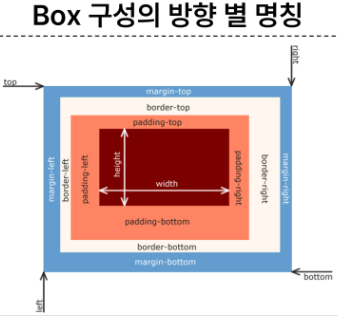 Box 구성의 방향 별 명칭
right
top
margin-top
border-top
padding-top
margin-left
border-left
padding-left
height
width
padding-right
border-right
margin-right
padding-bottom
border-bottom
margin-bottom
left
bottom